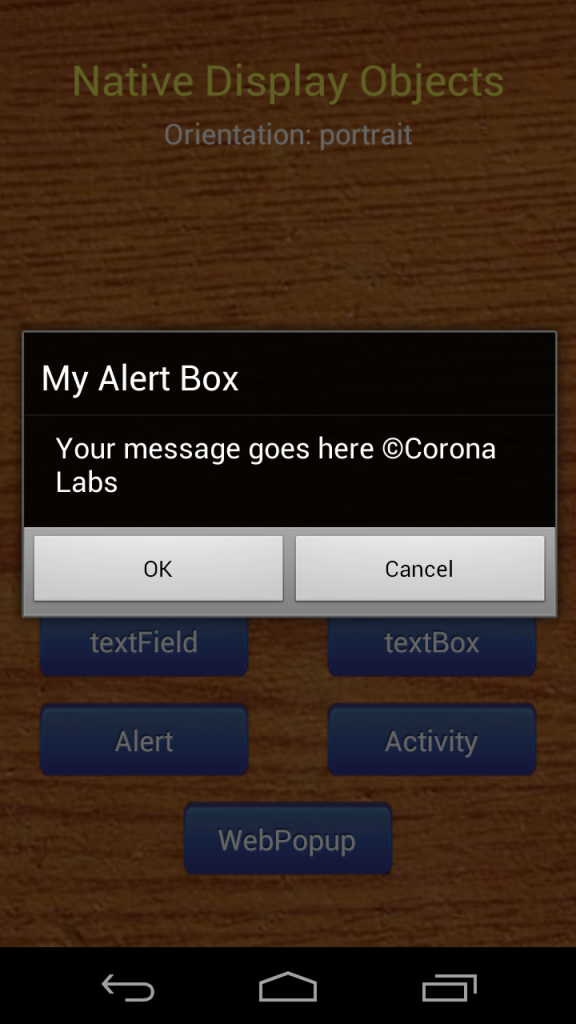 Native Display Objects
Orientation: portrait
My Alert Box
Your message goes here ©Corona
Labs
OK
Cancel
textField
textBox
Alert
Activity
WebPopup